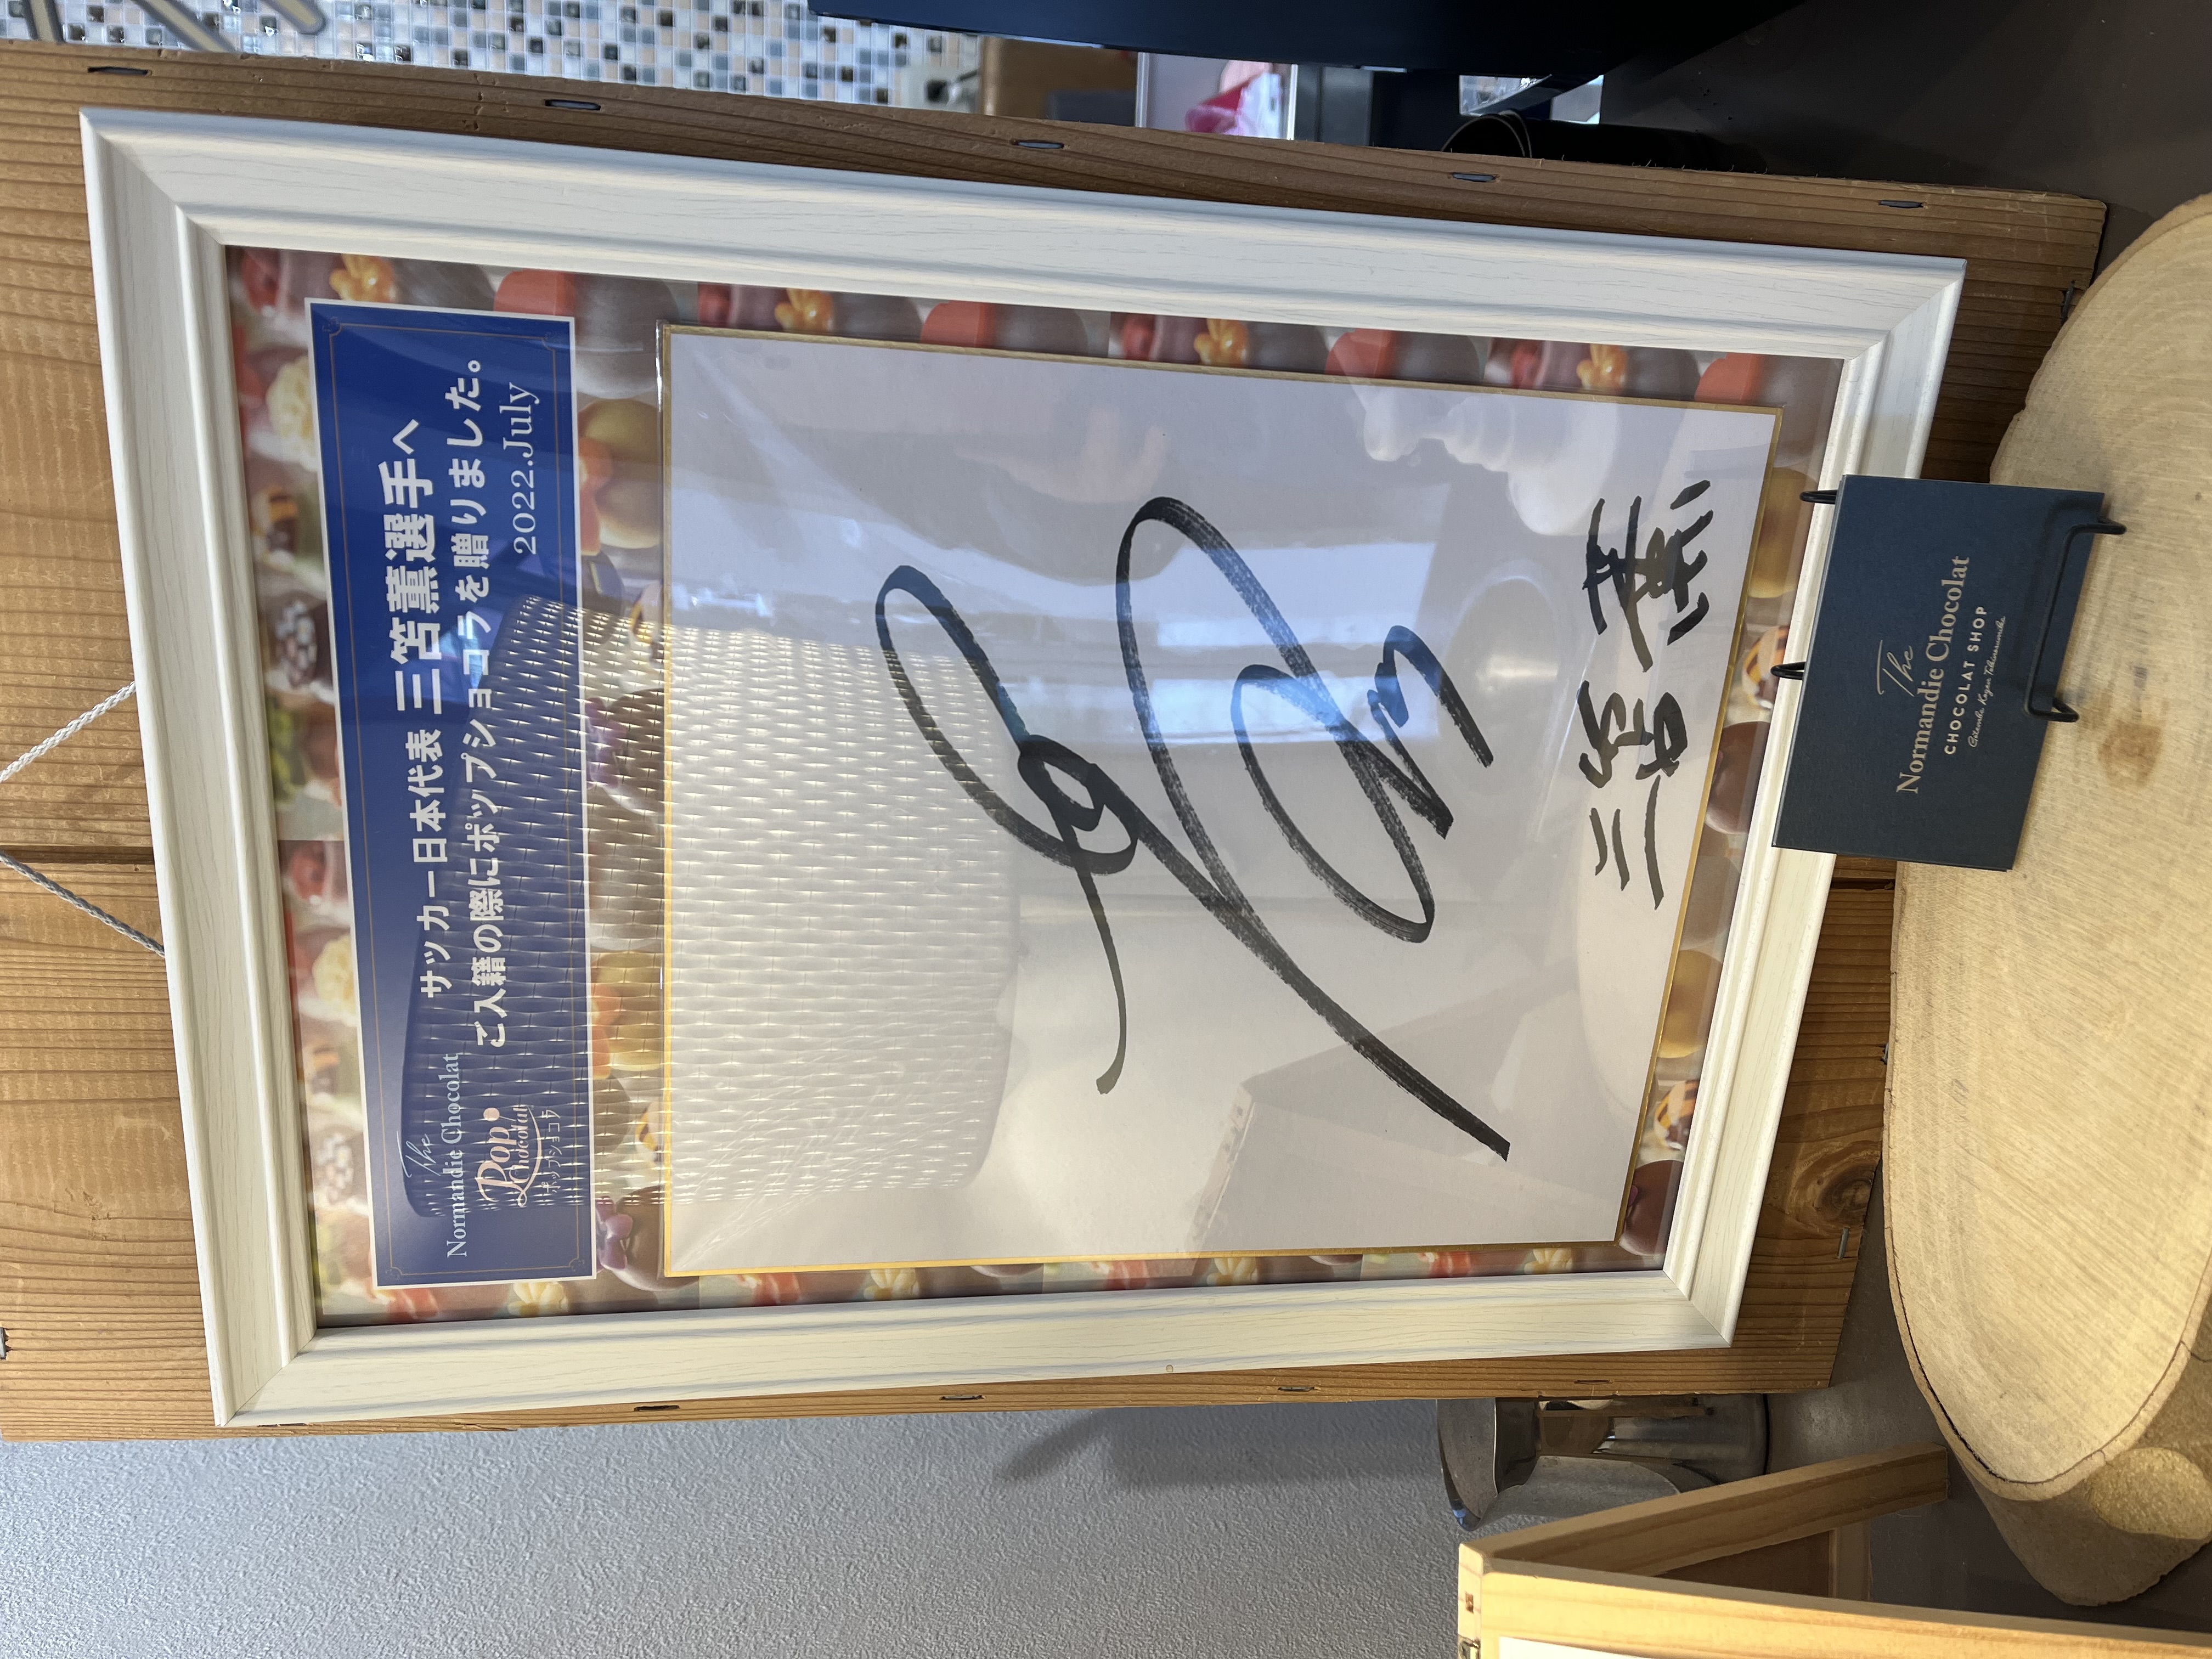 The
Normandie Chocolat
Pop
Chocolat
ポップショコラ
サッカー日本代表 三笘薫選手へ
ご入籍の際にポップショコラを贈りました。
2022.July
三笘 薫
The
Normandie Chocolat
CHOCOLAT SHOP